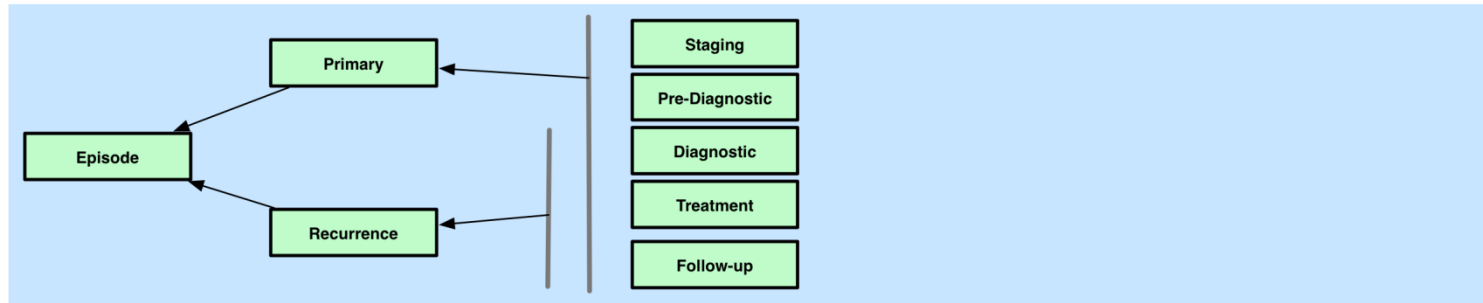 Episode
Primary
Recurrence
Staging
Pre-Diagnostic
Diagnostic
Treatment
Follow-up